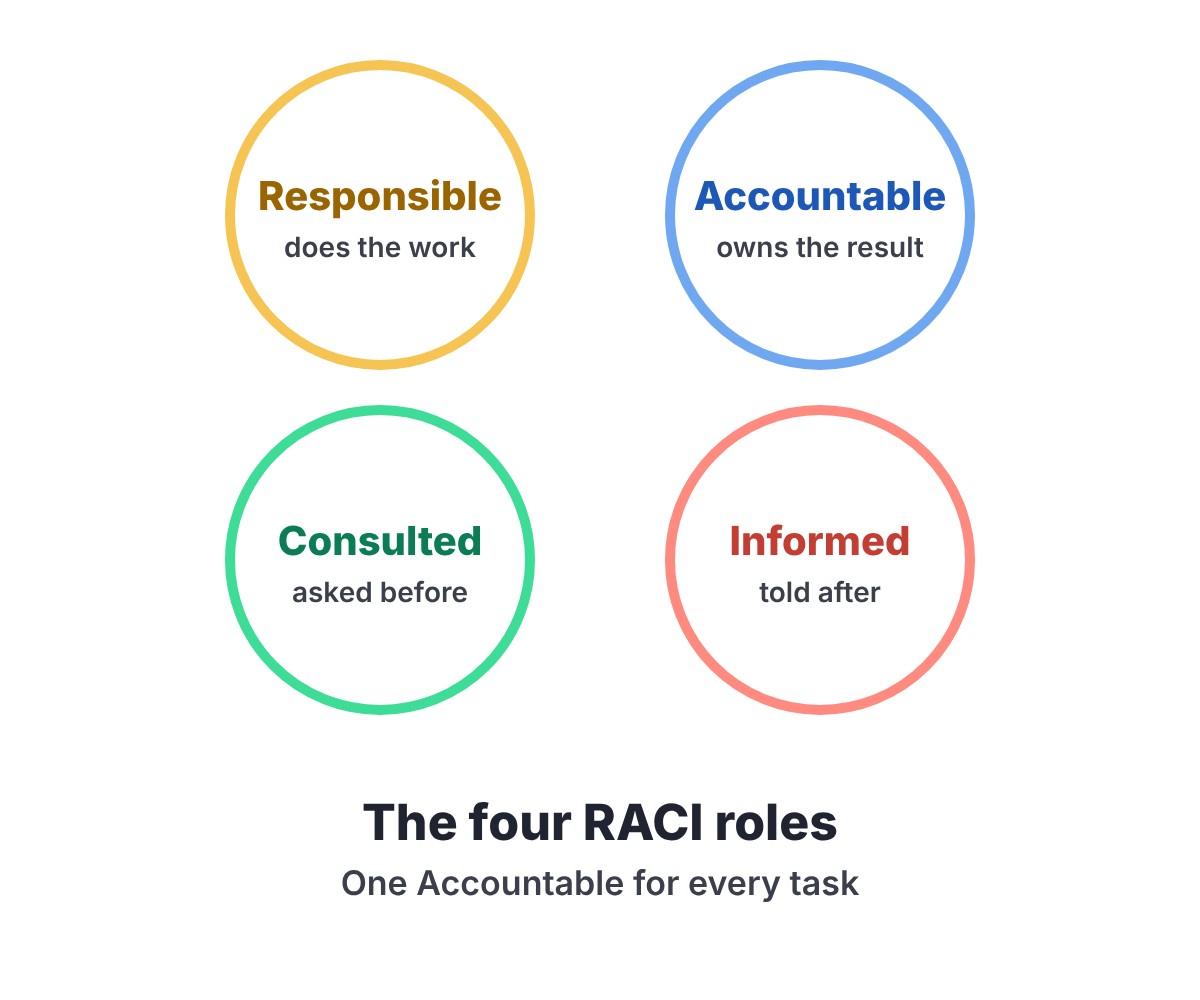 Responsible
does the work
Accountable
owns the result
Consulted
asked before
Informed
told after
The four RACI roles
One Accountable for every task